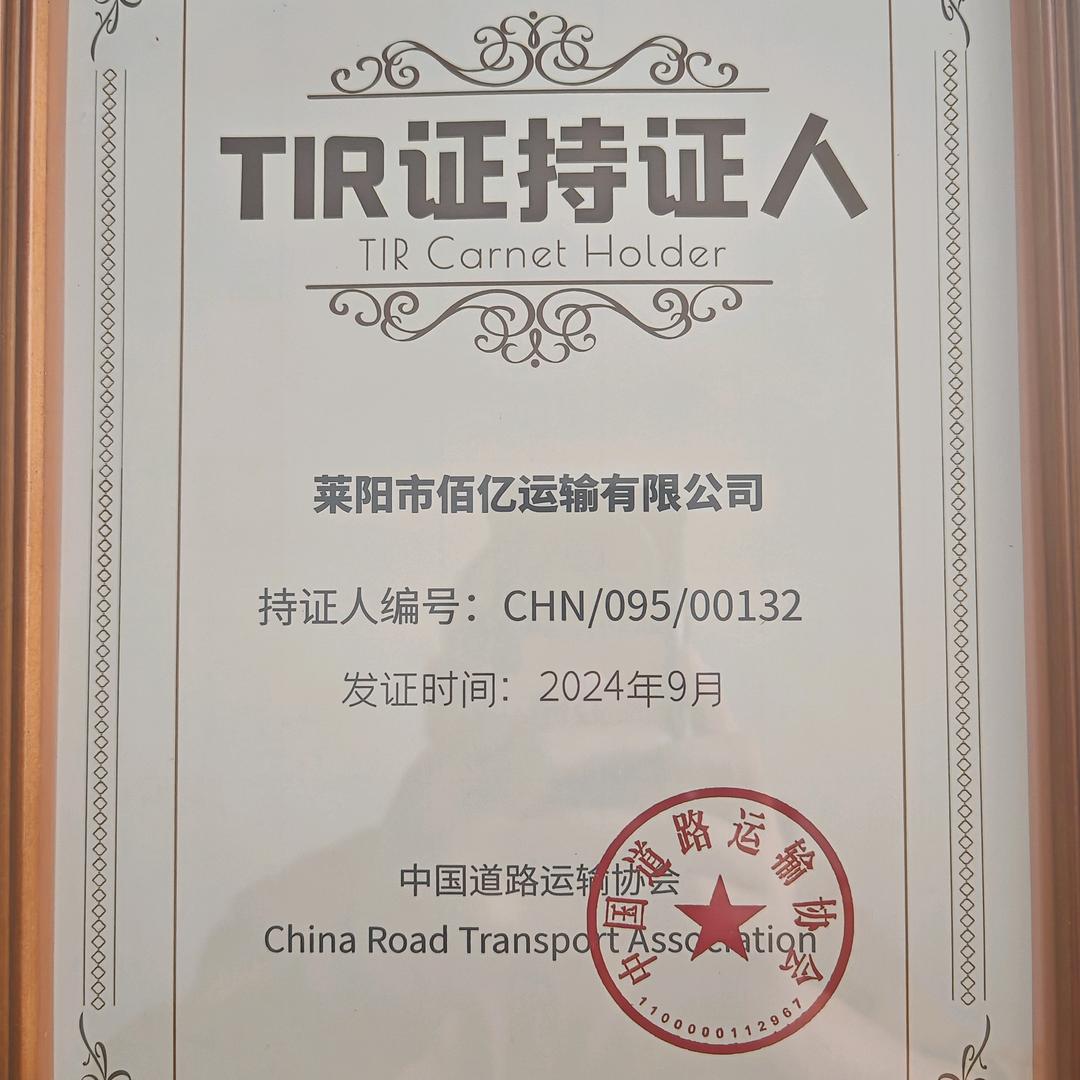 TIR证持证人
TIR Carnet Holder
莱阳市佰亿运输有限公司
持证人编号：CHN/095/00132
发证时间：2024年9月
中国道路运输协会
China Road Transport Association
中国道路运输协会
1100000112967